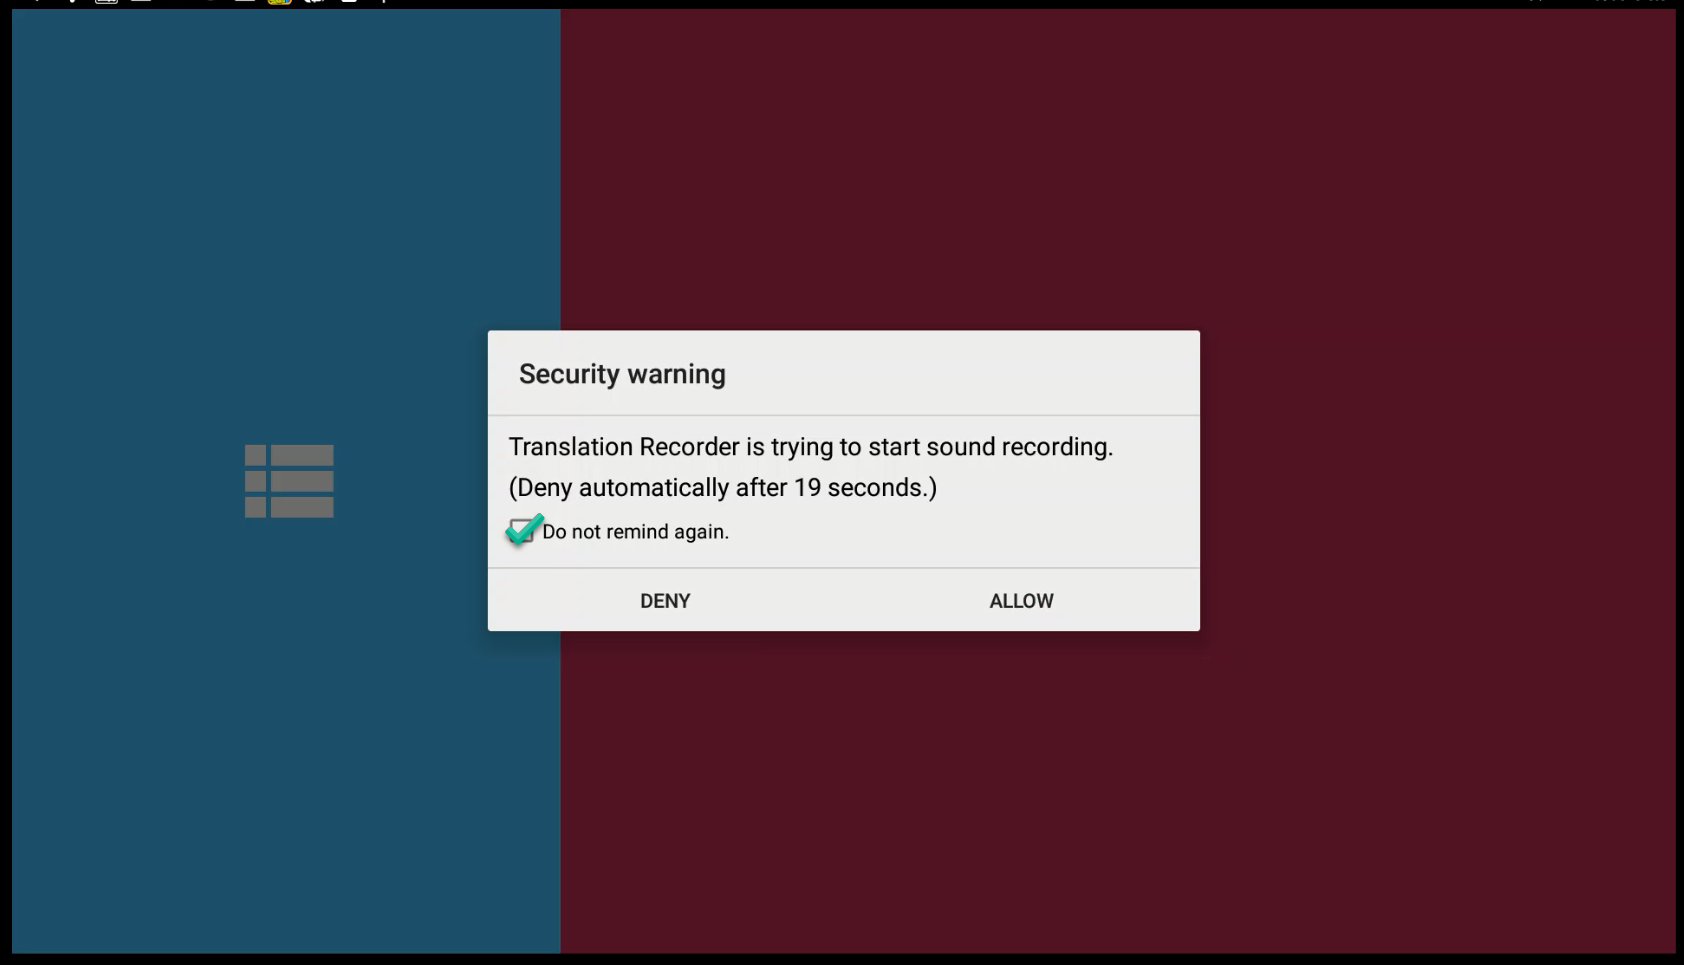 Security warning
Translation Recorder is trying to start sound recording.
(Deny automatically after 19 seconds.)
Do not remind again.
DENY
ALLOW